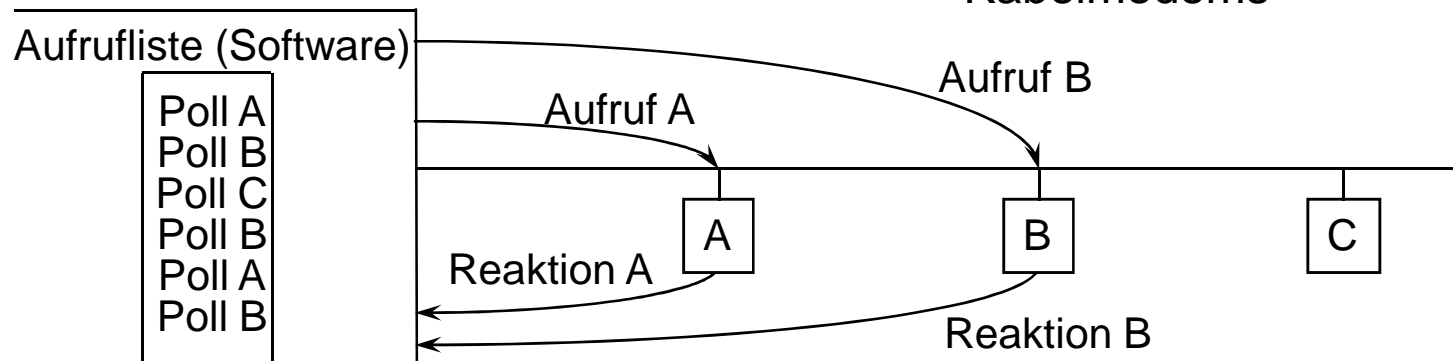 Aufrufliste (Software)
Poll A
Poll B
Poll C
Poll B
Poll A
Poll B
Aufruf A
Aufruf B
A
B
C
Reaktion A
Reaktion B